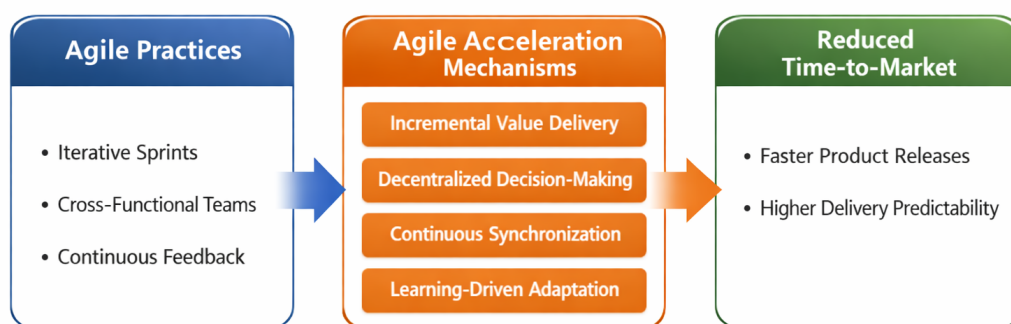 Agile Practices
• Iterative Sprints
• Cross-Functional Teams
• Continuous Feedback
Agile Acceleration
Mechanisms
Incremental Value Delivery
Decentralized Decision-Making
Continuous Synchronization
Learning-Driven Adaptation
Reduced
Time-to-Market
• Faster Product Releases
• Higher Delivery Predictability